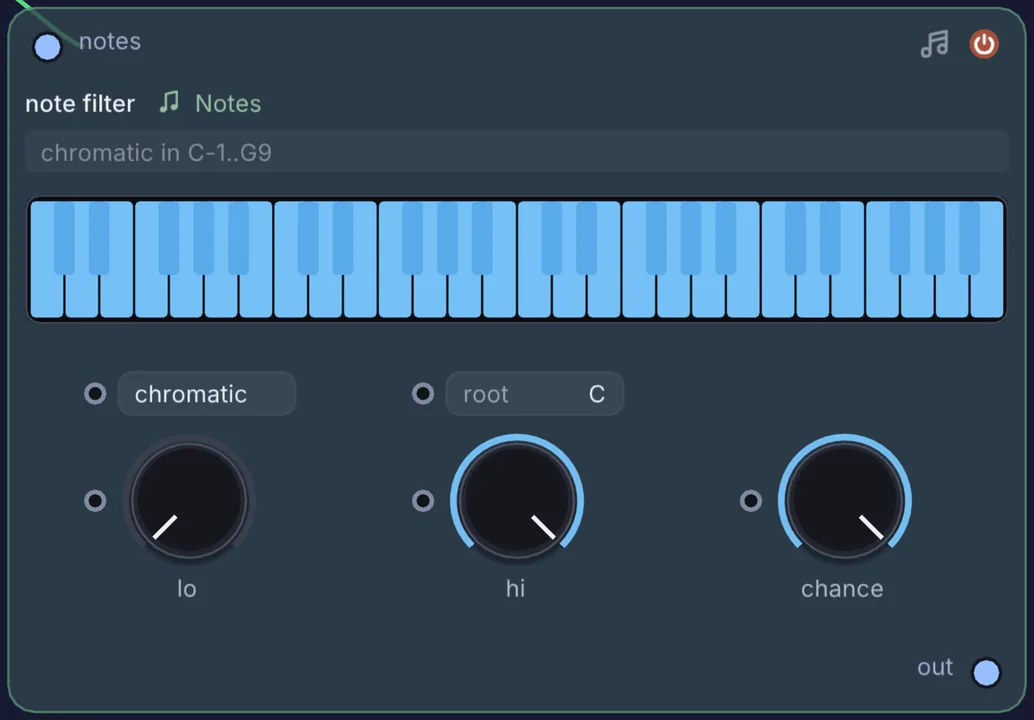 notes
note filter Notes
chromatic in C-1..G9
chromatic root C
lo hi chance
out